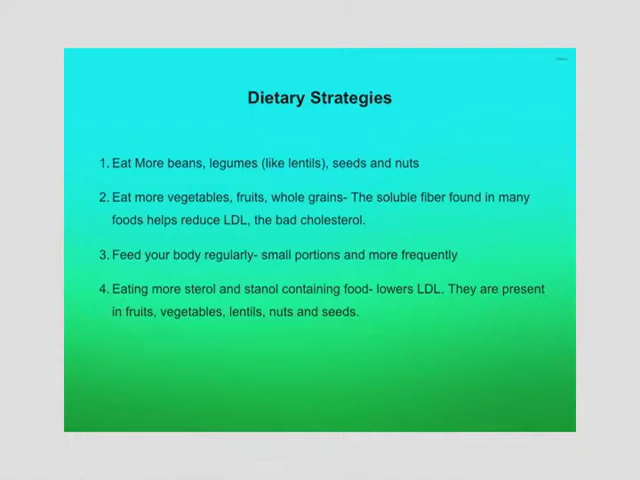 Dietary Strategies
1. Eat More beans, legumes (like lentils), seeds and nuts
2. Eat more vegetables, fruits, whole grains- The soluble fiber found in many
foods helps reduce LDL, the bad cholesterol.
3. Feed your body regularly- small portions and more frequently
4. Eating more sterol and stanol containing food- lowers LDL. They are present
in fruits, vegetables, lentils, nuts and seeds.